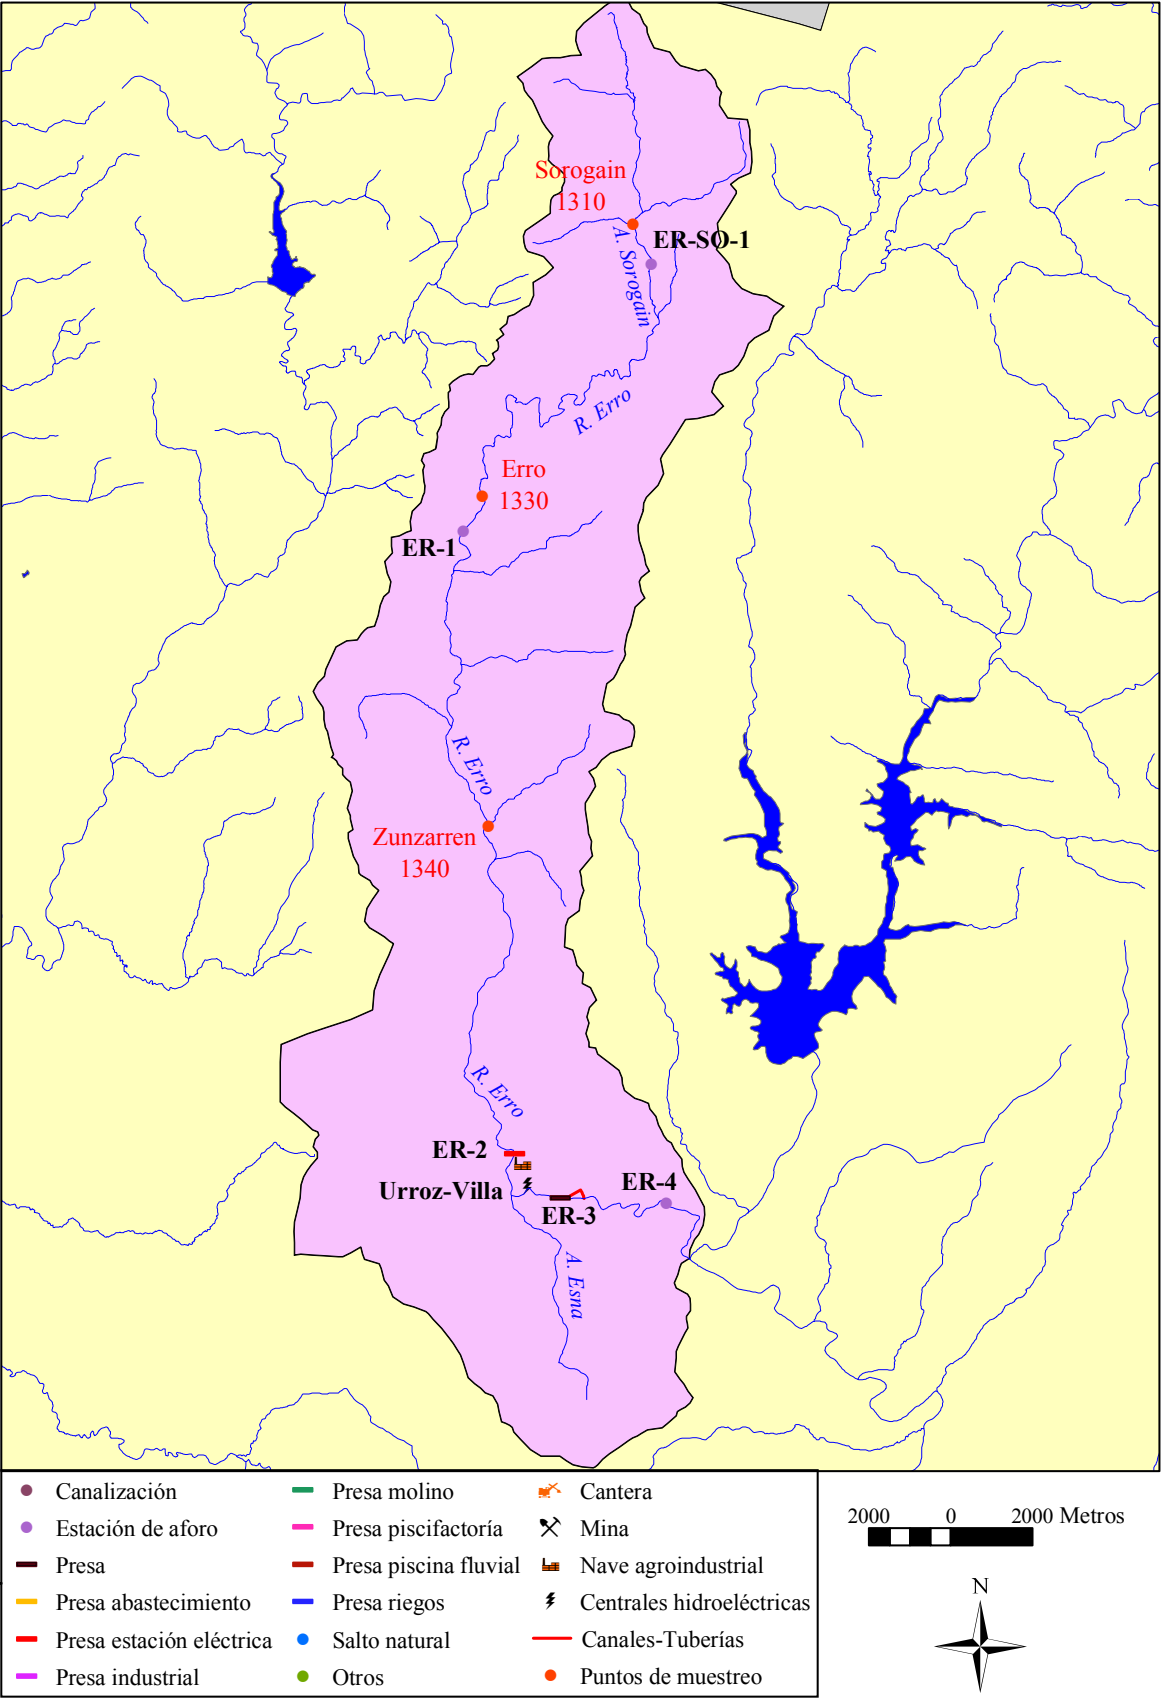 Sorogain
1310
ER-SO-1
A. Sorogain
R. Erro
Erro
1330
ER-1
R. Erro
Zunzarren
1340
R. Erro
ER-2
Urroz-Villa
ER-4
ER-3
A. Esna
Canalización
Estación de aforo
Presa
Presa abastecimiento
Presa estación eléctrica
Presa industrial
Presa molino
Presa piscifactoría
Presa piscina fluvial
Presa riegos
Salto natural
Otros
Cantera
Mina
Nave agroindustrial
Centrales hidroeléctricas
Canales-Tuberías
Puntos de muestreo
2000 0 2000 Metros
N